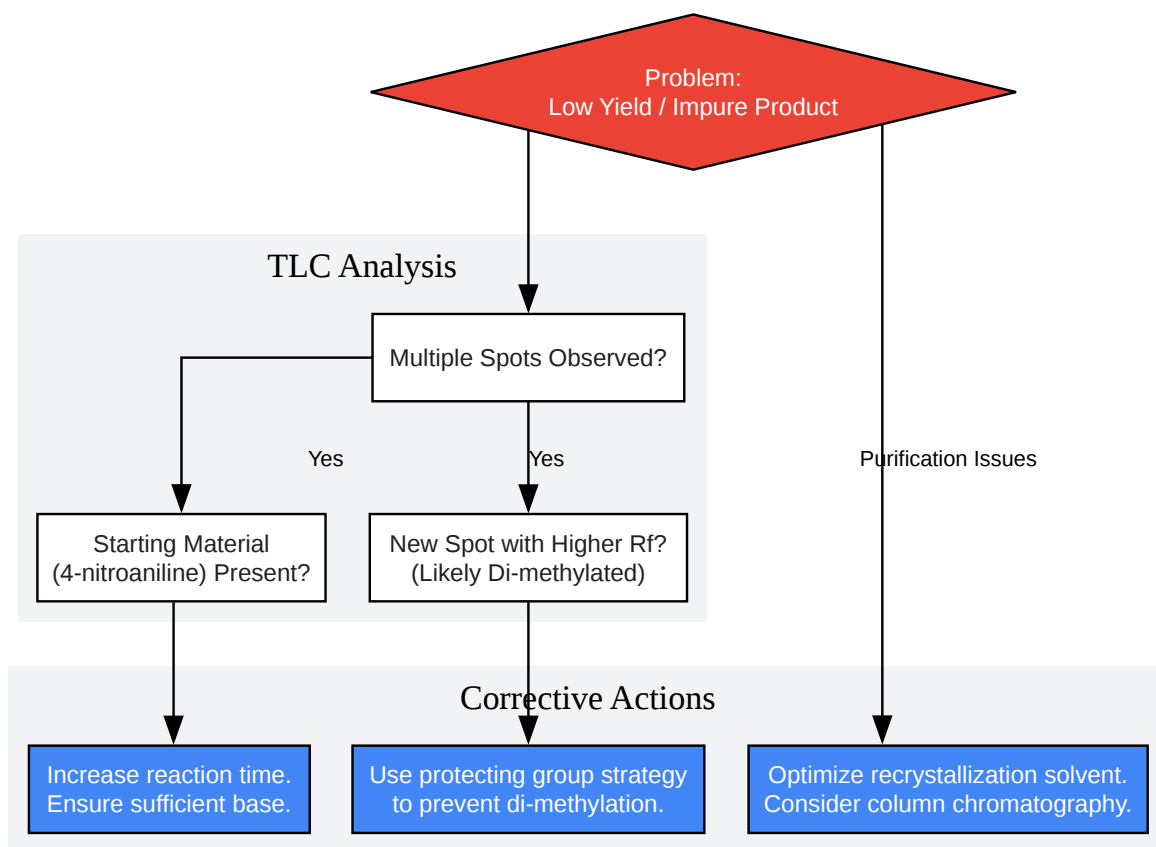 Problem:
Low Yield / Impure Product
TLC Analysis
Multiple Spots Observed?
Yes
Yes
Purification Issues
Starting Material
(4-nitroaniline) Present?
New Spot with Higher Rf?
(Likely Di-methylated)
Corrective Actions
Increase reaction time.
Ensure sufficient base.
Use protecting group strategy
to prevent di-methylation.
Optimize recrystallization solvent.
Consider column chromatography.